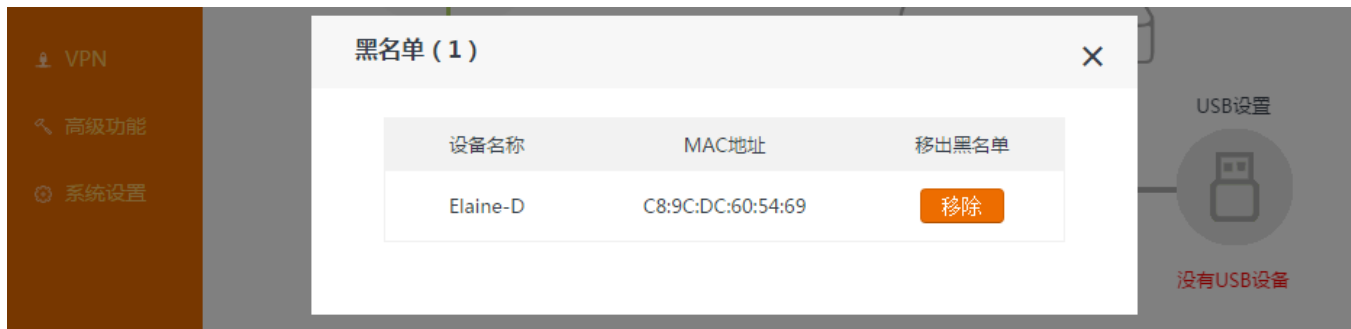 VPN
高级功能
系统设置
黑名单（1）
×
设备名称 MAC地址 移出黑名单
Elaine-D C8:9C:DC:60:54:69 移除
USB设置
没有USB设备